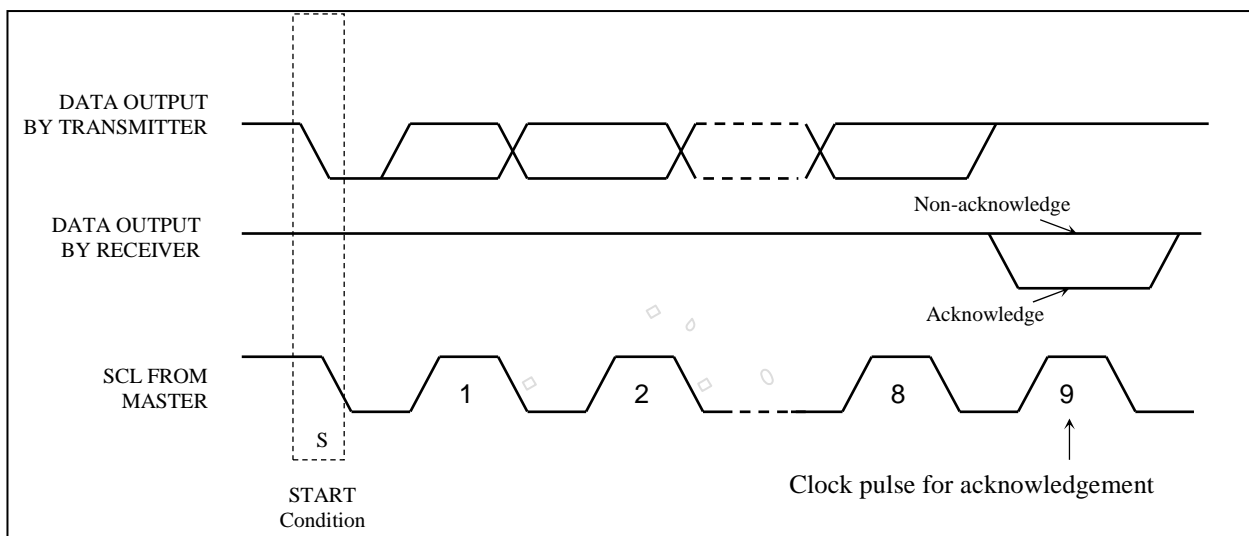 DATA OUTPUT
BY TRANSMITTER
Non-acknowledge
DATA OUTPUT
BY RECEIVER
Acknowledge
SCL FROM
MASTER
1
2
8
9
S
START
Condition
Clock pulse for acknowledgement